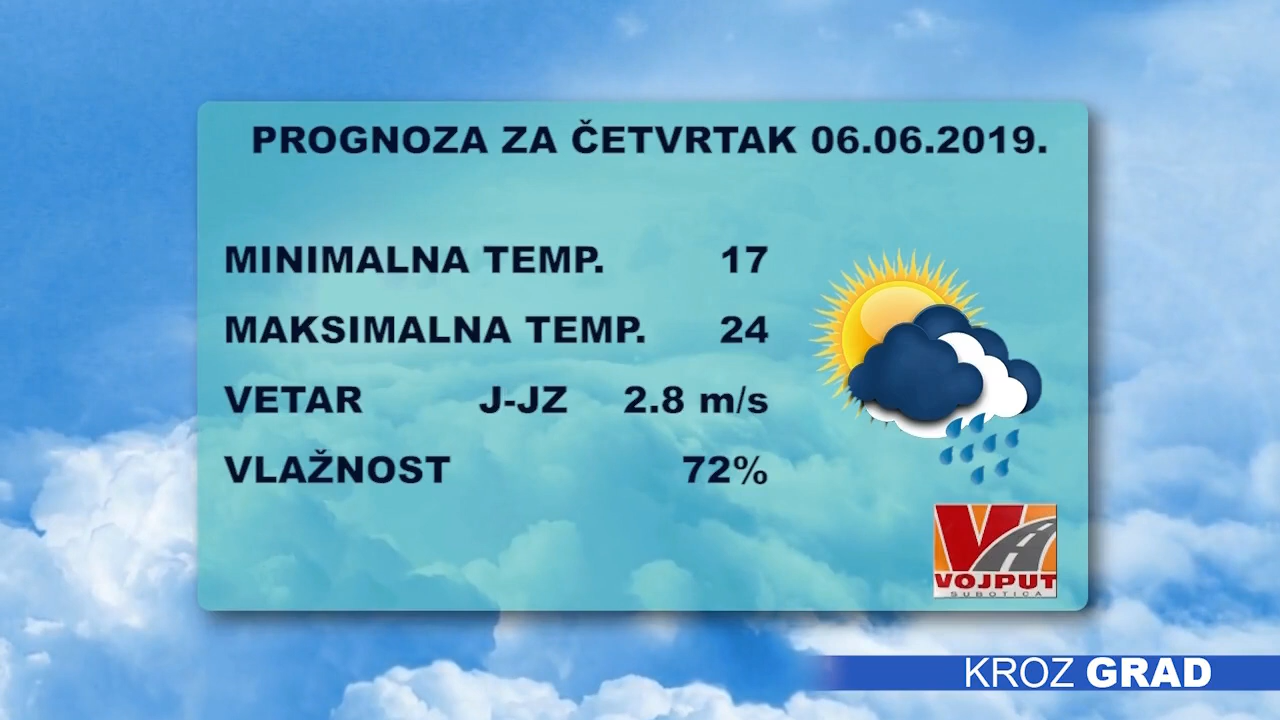 PROGNOZA ZA ČETVRTAK 06.06.2019.
MINIMALNA TEMP. 17
MAKSIMALNA TEMP. 24
VETAR J-JZ 2.8 m/s
VLAŽNOST 72%
VOJPUT
SUBOTICA
KROZ GRAD